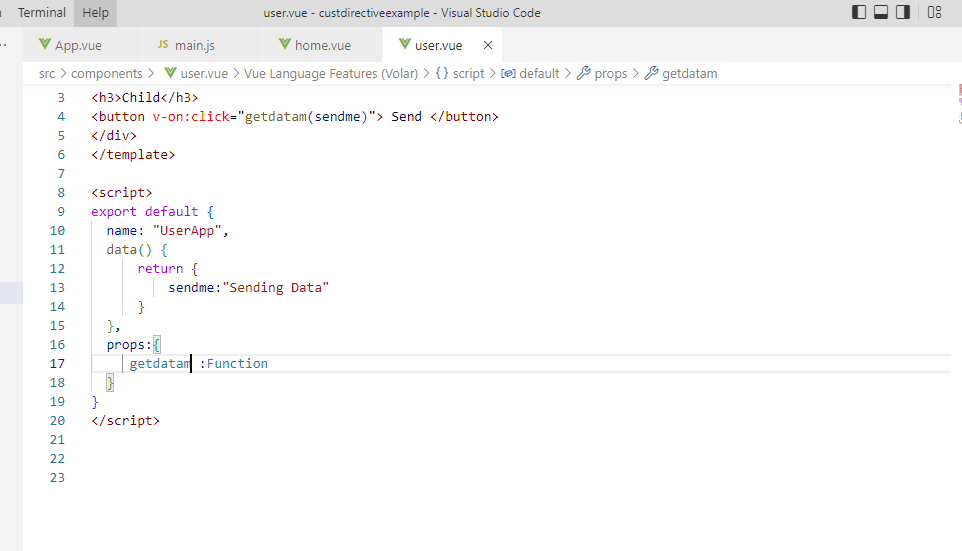 Terminal Help user.vue - custdirectiveexample - Visual Studio Code
App.vue JS main.js home.vue user.vue
src > components > user.vue > Vue Language Features (Volar) > {} script > default > props > getdatam
3 <h3>Child</h3>
4 <button v-on:click="getdatam(sendme)"> Send </button>
5 </div>
6 </template>
7
8 <script>
9 export default {
10 name: "UserApp",
11 data() {
12 return {
13 sendme:"Sending Data"
14 }
15 },
16 props:{
17 getdatam :Function
18 }
19 }
20 </script>
21
22
23